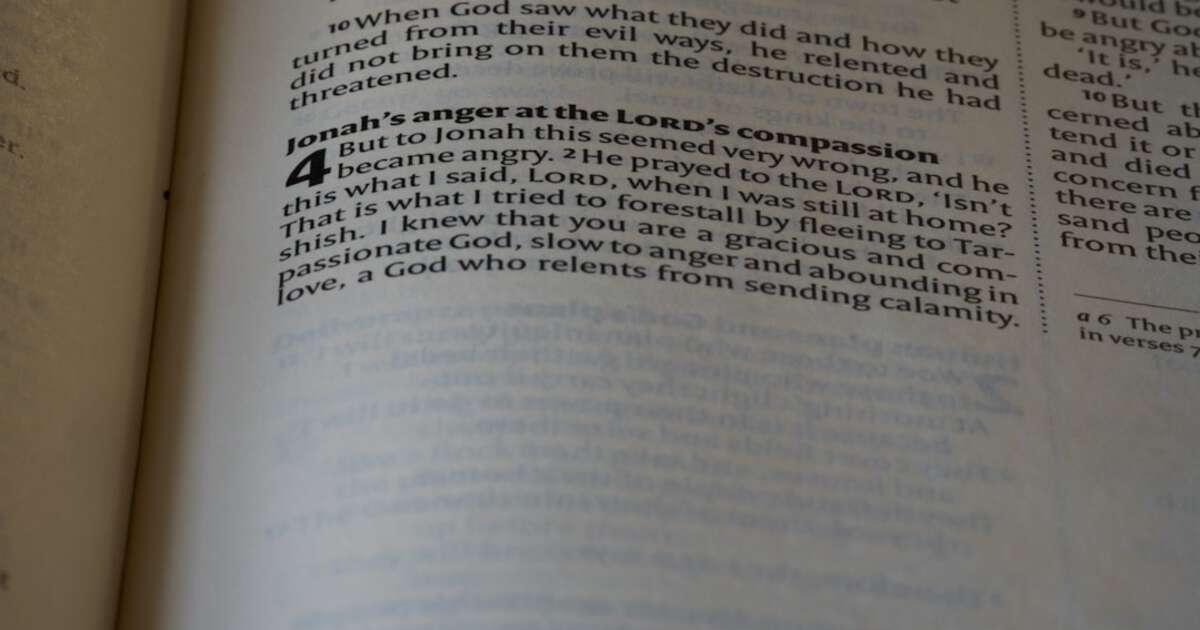 d.
er.
10 When God saw what they did and how they
turned from their evil ways, he relented and
did not bring on them the destruction he had
threatened.
Jonah's anger at the LORD's compassion
4 But to Jonah this seemed very wrong, and he
became angry. 2 He prayed to the LORD, 'Isn't
this what I said, LORD, when I was still at home?
That is what I tried to forestall by fleeing to Tar-
shish. I knew that you are a gracious and com-
passionate God, slow to anger and abounding in
love, a God who relents from sending calamity.
would be
9 But God
be angry ab
'It is,' he
dead.'
10 But th
cerned ab
tend it or
and died
concern f
there are
sand peo
from the
a 6 The pr
in verses 7